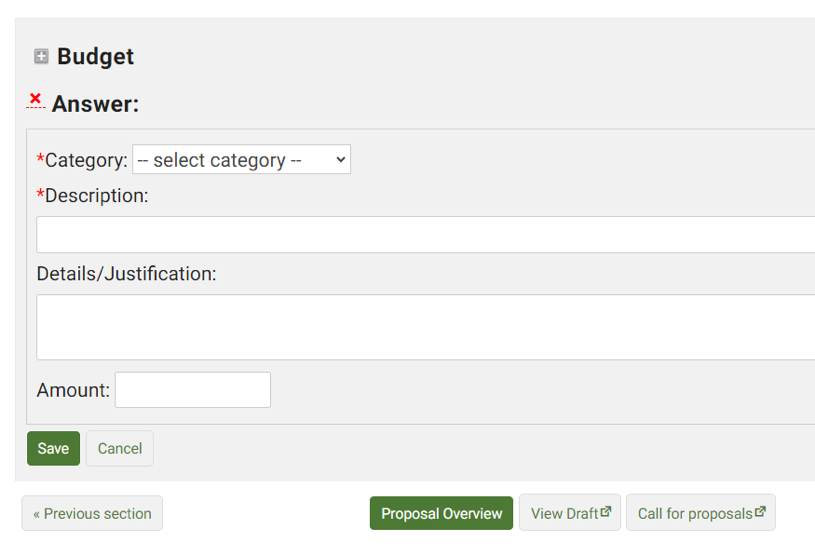 Budget
Answer:
*Category: -- select category --
*Description:
Details/Justification:
Amount:
Save Cancel
« Previous section Proposal Overview View Draft Call for proposals